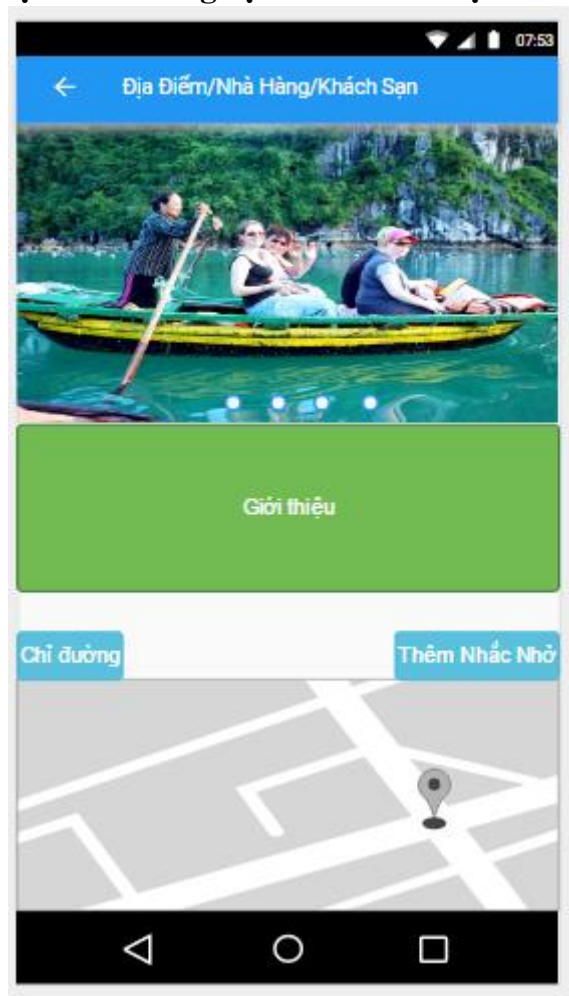 07:53
Địa Điểm/Nhà Hàng/Khách Sạn
Giới thiệu
Chỉ đường
Thêm Nhắc Nhở